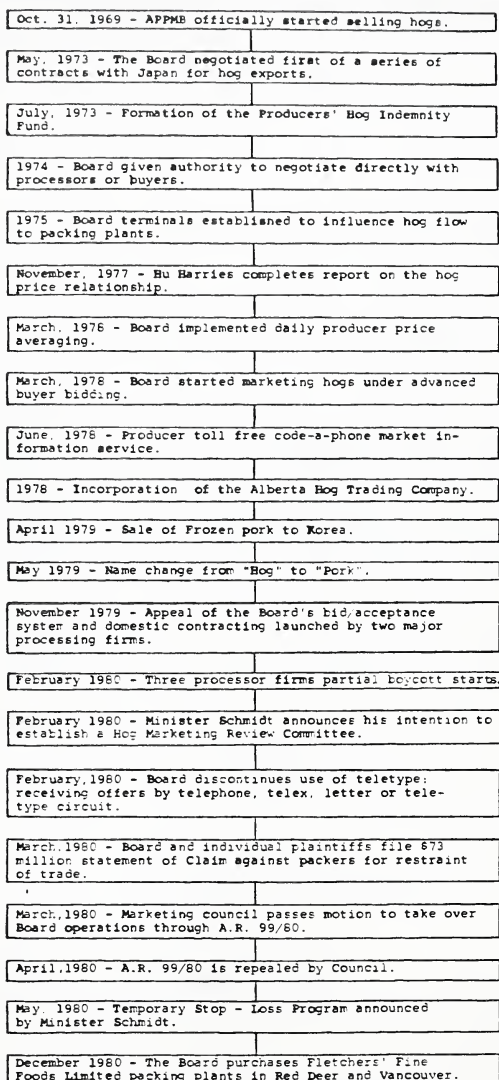 Oct. 31, 1969 - APPMB officially started selling hogs.
May, 1973 - The Board negotiated first of a series of
contracts with Japan for hog exports.
July, 1973 - Formation of the Producers' Hog Indemnity
Fund.
1974 - Board given authority to negotiate directly with
processors or buyers.
1975 - Board terminals established to influence hog flow
to packing plants.
November, 1977 - Hu Harries completes report on the hog
price relationship.
March, 1978 - Board implemented daily producer price
averaging.
March, 1978 - Board started marketing hogs under advanced
buyer bidding.
June, 1978 - Producer toll free code-a-phone market in-
formation service.
1978 - Incorporation of the Alberta Hog Trading Company.
April 1979 - Sale of Frozen pork to Korea.
May 1979 - Name change from "Hog" to "Pork".
November 1979 - Appeal of the Board's bid/acceptance
system and domestic contracting launched by two major
processing firms.
February 1980 - Three processor firms partial boycott starts.
February 1980 - Minister Schmidt announces his intention to
establish a Hog Marketing Review Committee.
February,1980 - Board discontinues use of teletype;
receiving offers by telephone, telex, letter or tele-
type circuit.
March,1980 - Board and individual plaintiffs file $73
million statement of Claim against packers for restraint
of trade.
March,1980 - Marketing council passes motion to take over
Board operations through A.R. 99/80.
April,1980 - A.R. 99/80 is repealed by Council.
May, 1980 - Temporary Stop - Loss Program announced
by Minister Schmidt.
December 1980 - The Board purchases Fletchers' Fine
Foods Limited packing plants in Red Deer and Vancouver.